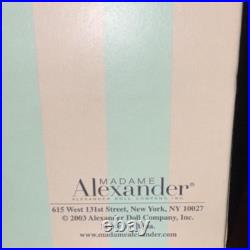 MADAME
Alexander®
ALEXANDER DOLL COMPANY INC.
615 West 131st Street, New York, NY 10027
© 2003 Alexander Doll Company, Inc.
www.madamealexander.com